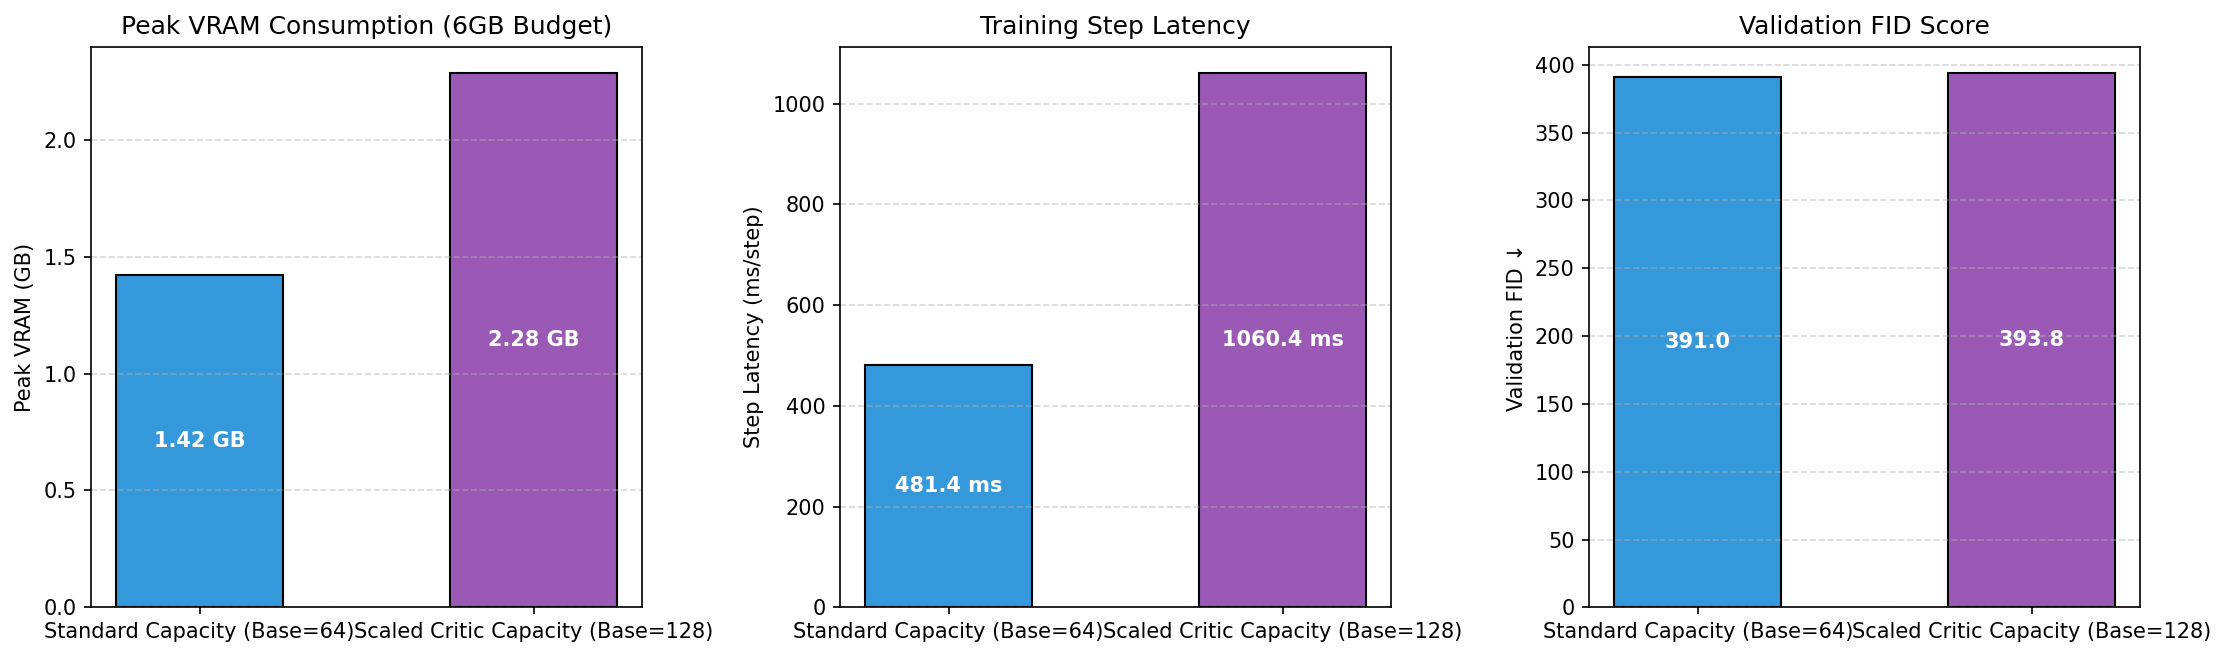 Peak VRAM Consumption (6GB Budget)
Peak VRAM (GB)
2.0
1.5
1.0
0.5
0.0
1.42 GB
2.28 GB
Standard Capacity (Base=64)
Scaled Critic Capacity (Base=128)
Training Step Latency
Step Latency (ms/step)
1000
800
600
400
200
0
481.4 ms
1060.4 ms
Standard Capacity (Base=64)
Scaled Critic Capacity (Base=128)
Validation FID Score
Validation FID ↓
400
350
300
250
200
150
100
50
0
391.0
393.8
Standard Capacity (Base=64)
Scaled Critic Capacity (Base=128)